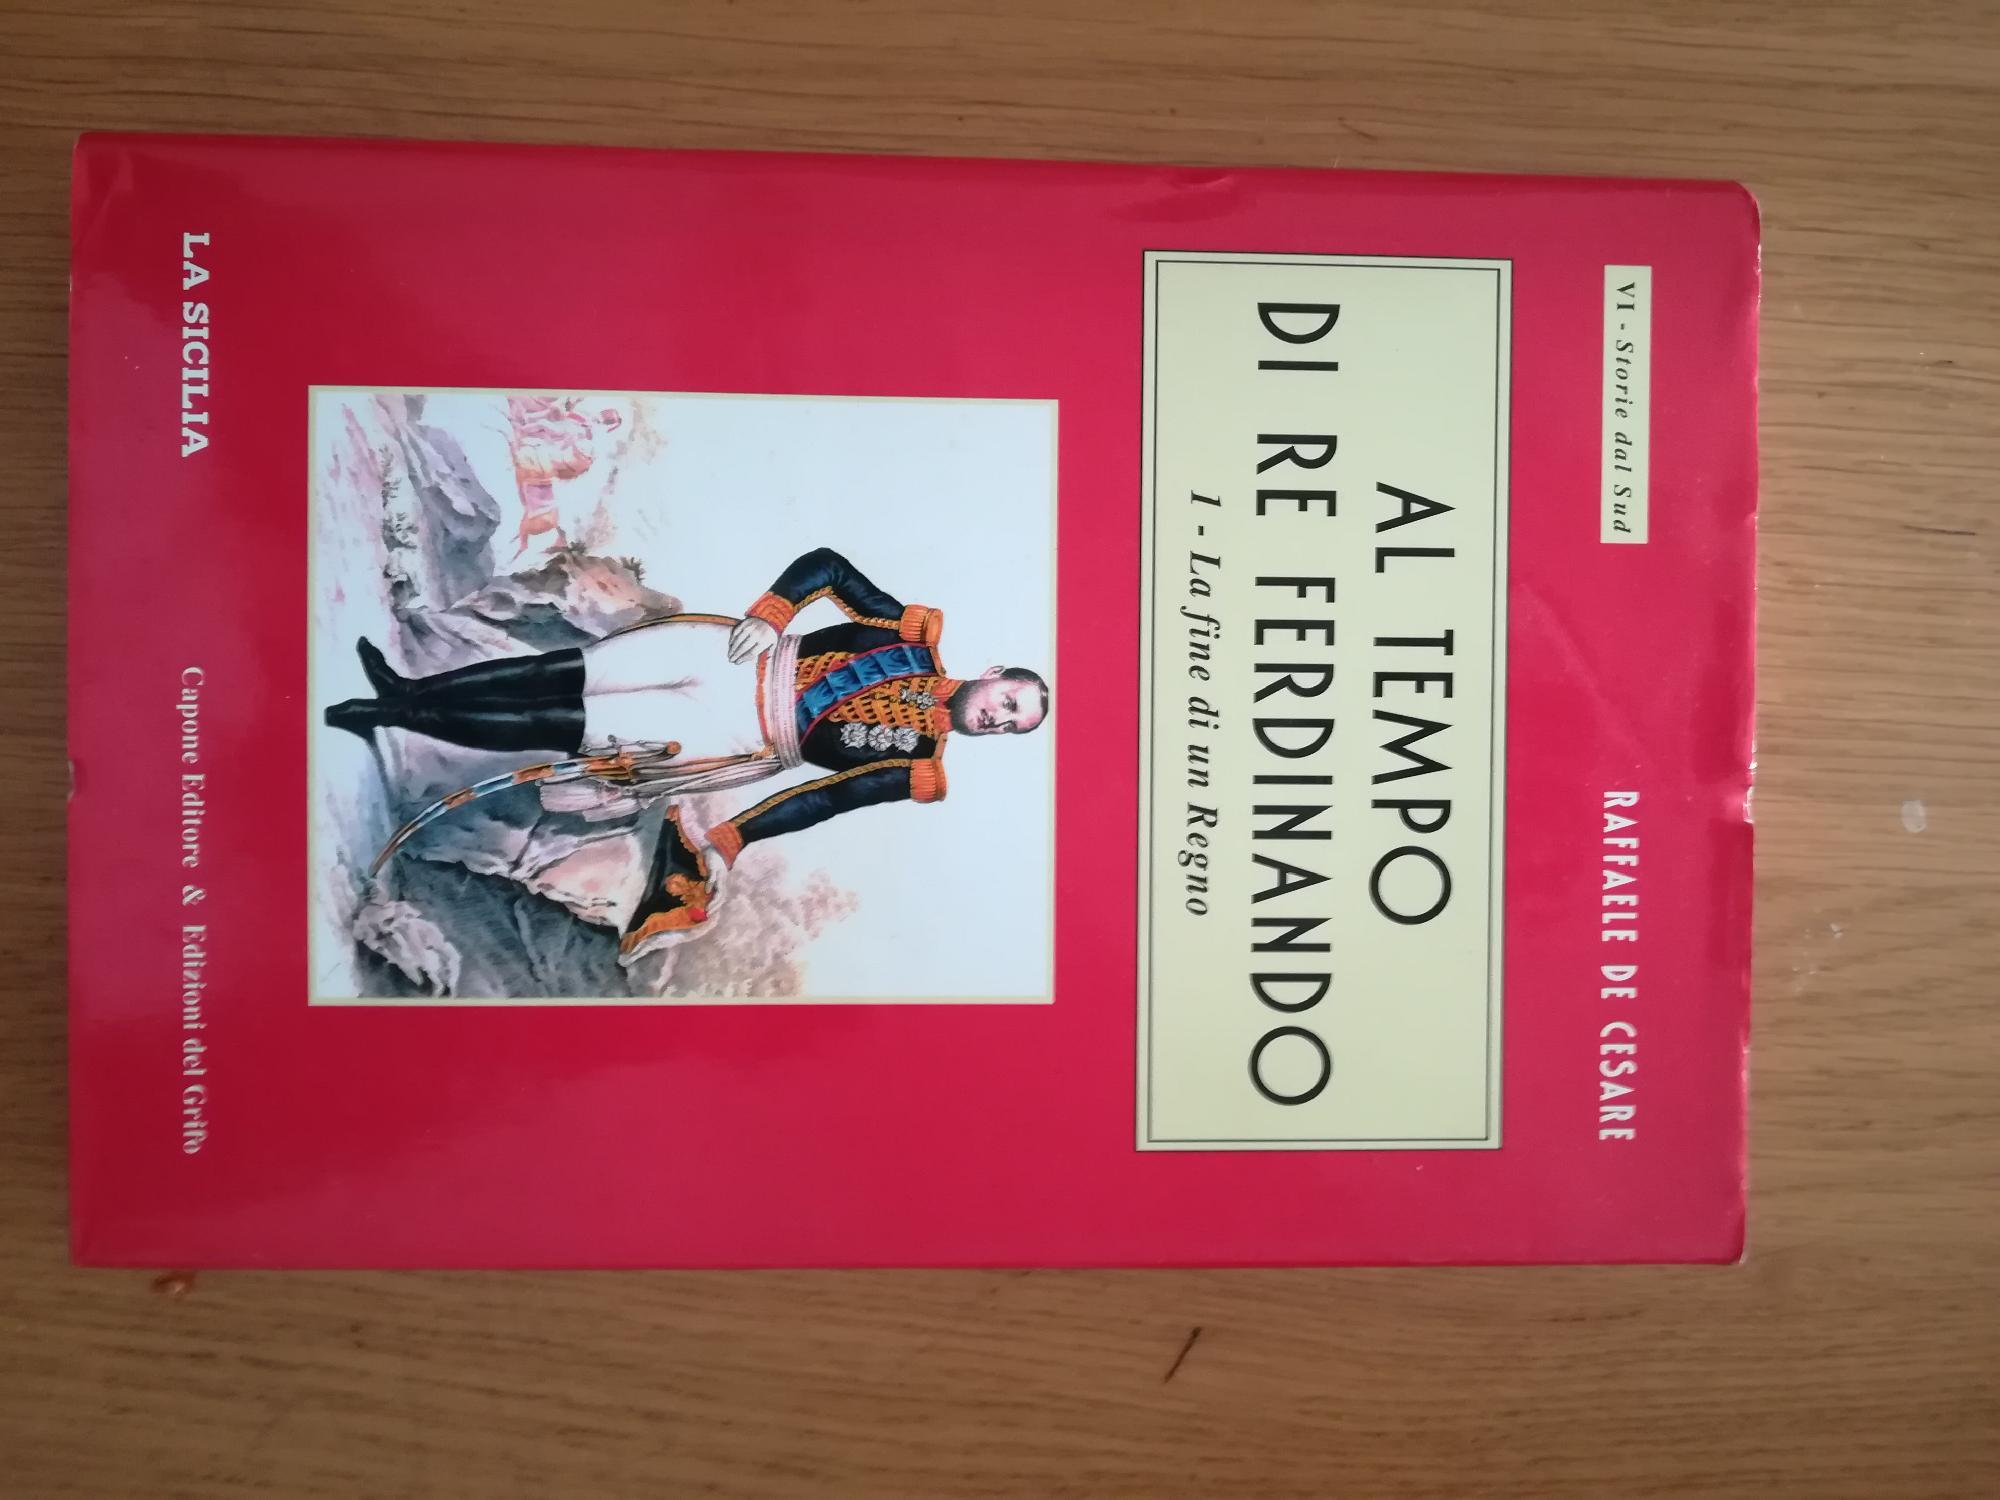 VI - Storie dal Sud
RAFFAELE DE CESARE
AL TEMPO
DI RE FERDINANDO
1 - La fine di un Regno
LA SICILIA
Capone Editore & Edizioni del Grifo